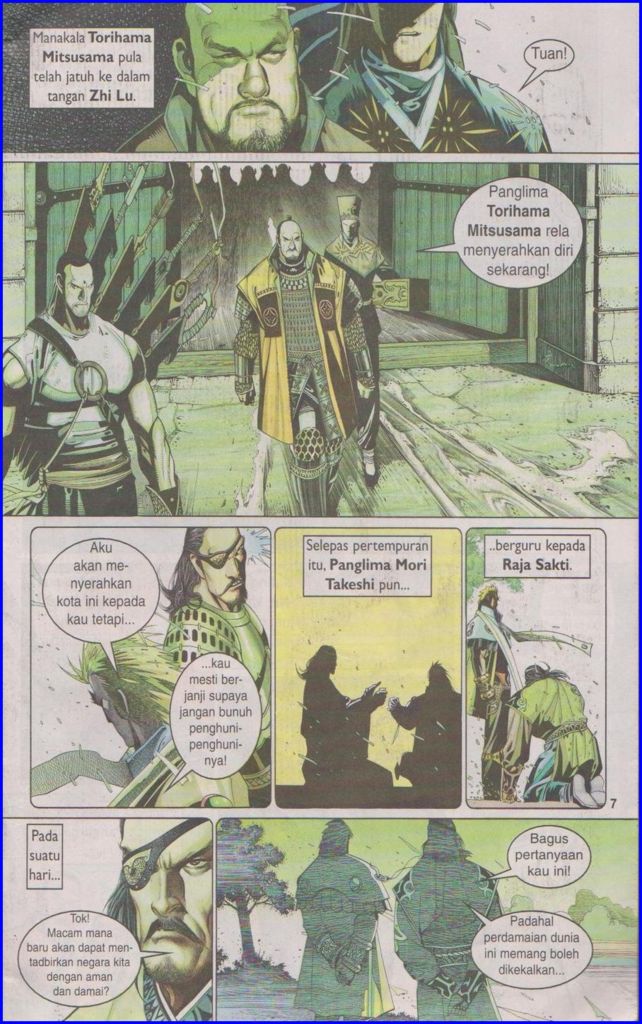 Manakala Torihama
Mitsusama pula
telah jatuh ke dalam
tangan Zhi Lu.
Tuan!
Panglima
Torihama
Mitsusama rela
menyerahkan diri
sekarang!
Aku
akan me-
nyerahkan
kota ini kepada
kau tetapi...
...kau
mesti ber-
janji supaya
jangan bunuh
penghuni-
penghuni-
nya!
Selepas pertempuran
itu, Panglima Mori
Takeshi pun...
..berguru kepada
Raja Sakti.
7
Pada
suatu
hari...
Tok!
Macam mana
baru akan dapat men-
tadbirkan negara kita
dengan aman
dan damai?
Bagus
pertanyaan
kau ini!
Padahal
perdamaian dunia
ini memang boleh
dikekalkan...